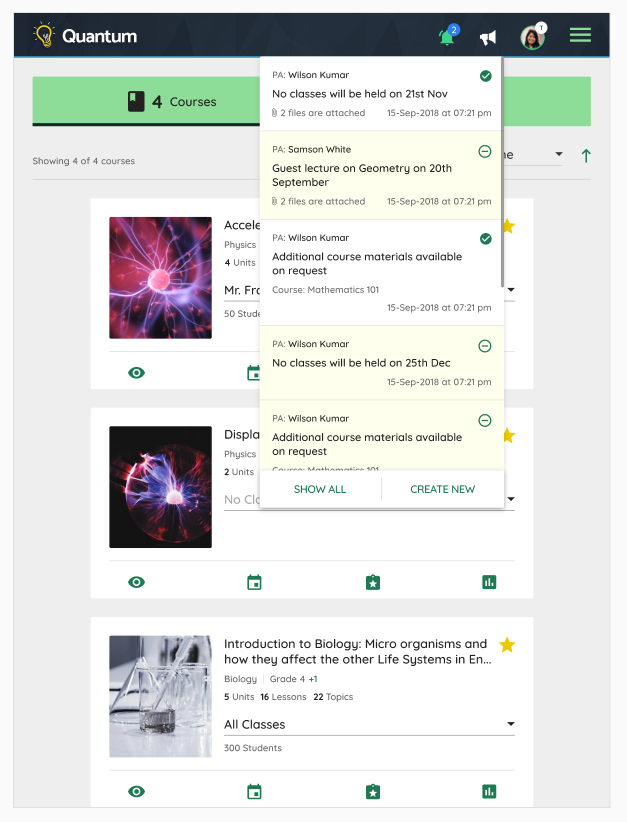 Quantum
2
T
4 Courses
Showing 4 of 4 courses
PA: Wilson Kumar
No classes will be held on 21st Nov
2 files are attached 15-Sep-2018 at 07:21 pm
PA: Samson White
Guest lecture on Geometry on 20th
September
2 files are attached 15-Sep-2018 at 07:21 pm
PA: Wilson Kumar
Additional course materials available
on request
Course: Mathematics 101
15-Sep-2018 at 07:21 pm
PA: Wilson Kumar
No classes will be held on 25th Dec
15-Sep-2018 at 07:21 pm
PA: Wilson Kumar
Additional course materials available
on request
Course: Mathematics 101
SHOW ALL CREATE NEW
Physics
4 Units
Mr.
50
Physics
2 Units
No
Introduction to Biology: Micro organisms and
how they affect the other Life Systems in En...
Biology | Grade 4 +1
5 Units 16 Lessons 22 Topics
All Classes
300 Students